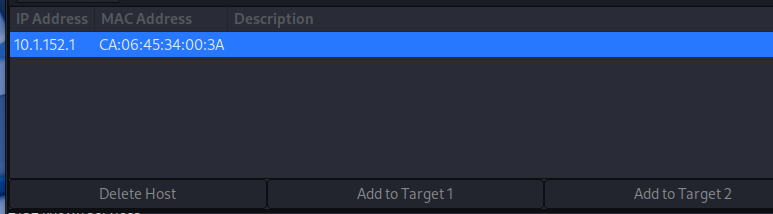 IP Address MAC Address Description
10.1.152.1 CA:06:45:34:00:3A
Delete Host Add to Target 1 Add to Target 2